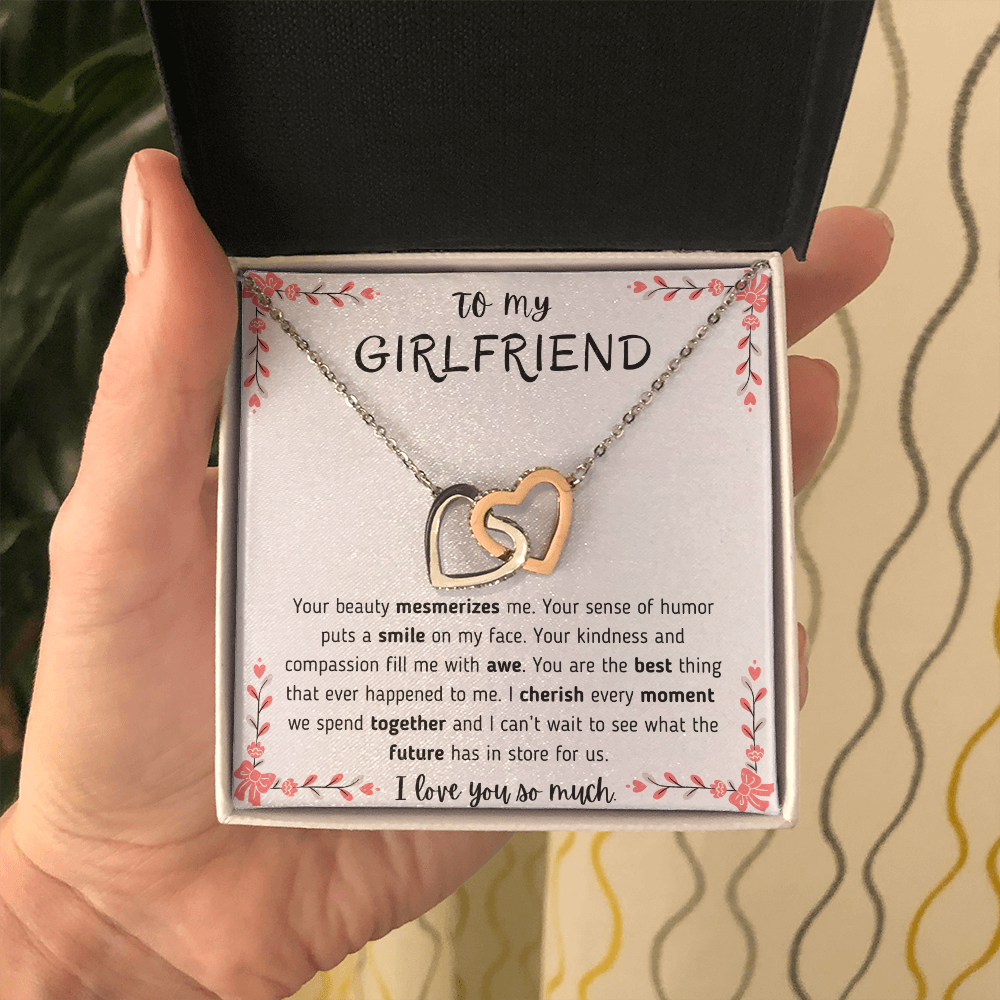 TO MY
GIRLFRIEND
Your beauty mesmerizes me. Your sense of humor
puts a smile on my face. Your kindness and
compassion fill me with awe. You are the best thing
that ever happened to me. I cherish every moment
we spend together and I can't wait to see what the
future has in store for us.
I love you so much.